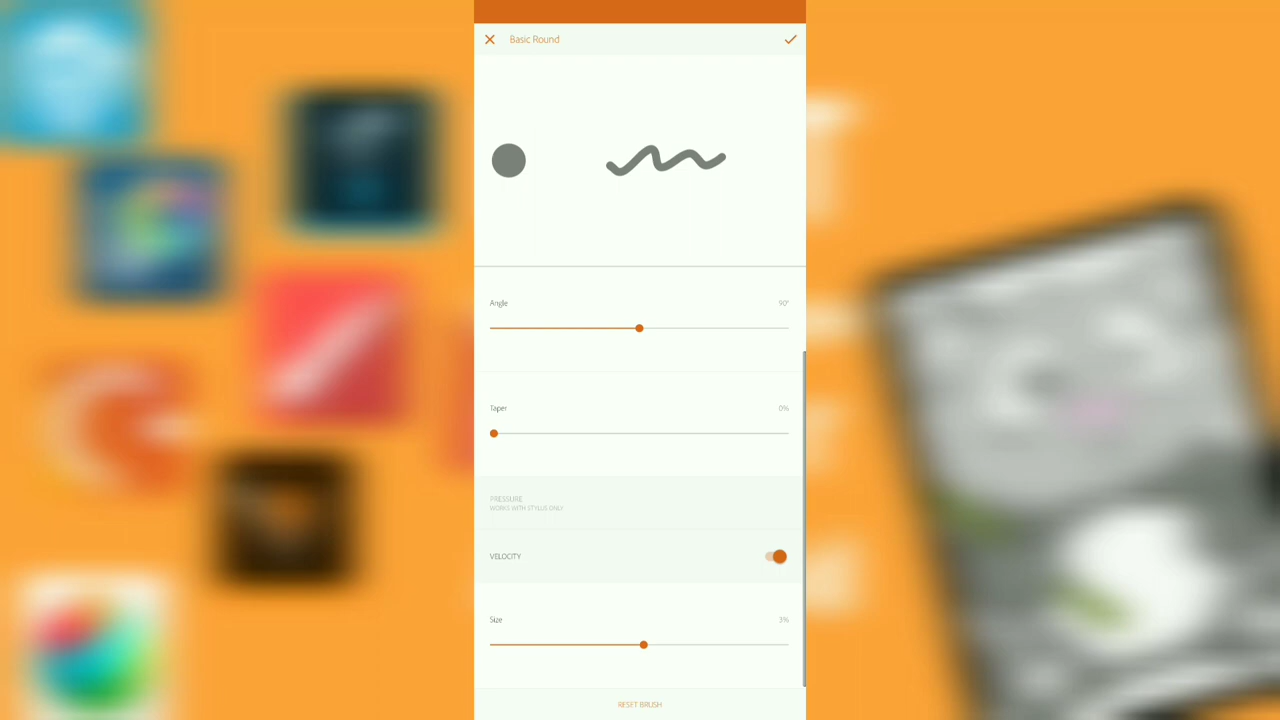 Basic Round
Angle 90°
Taper 0%
PRESSURE
WORKS WITH STYLUS ONLY
VELOCITY
Size 3%
RESET BRUSH